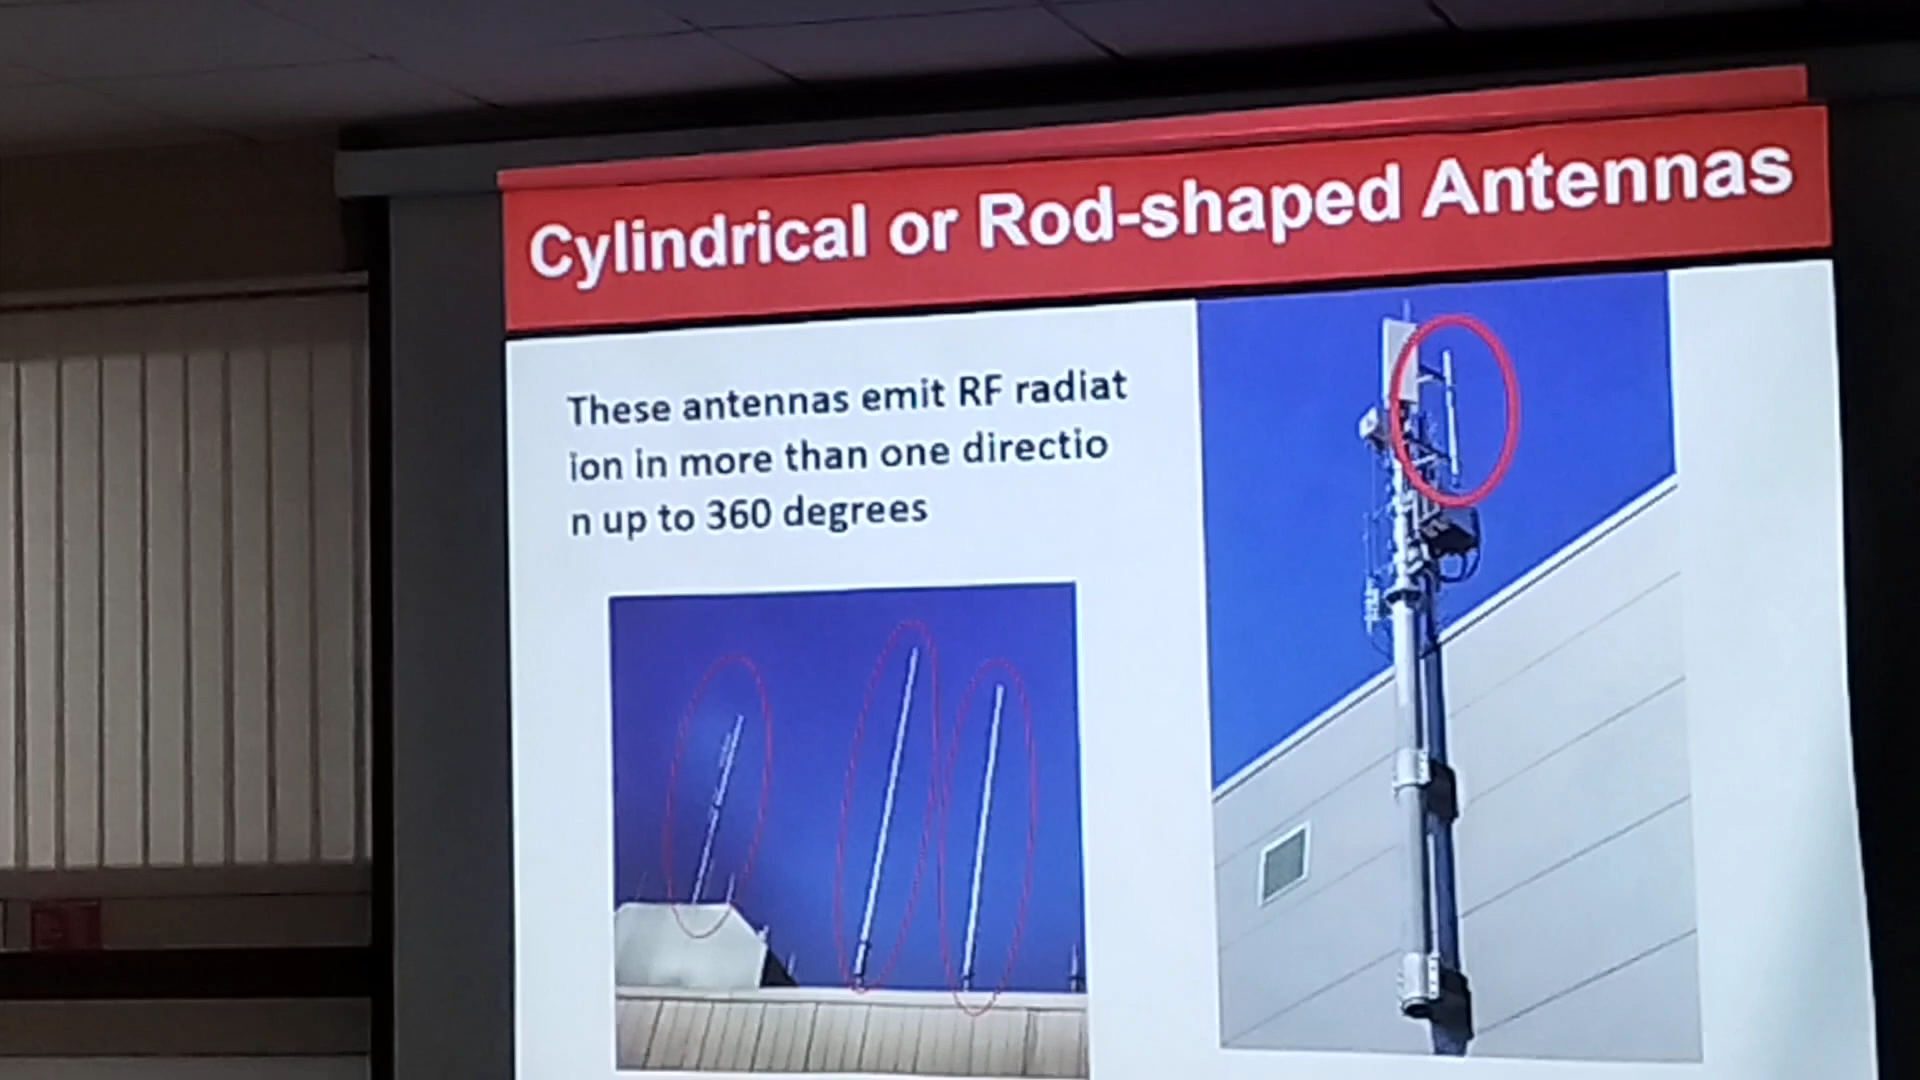 Cylindrical or Rod-shaped Antennas
These antennas emit RF radiat
ion in more than one directio
n up to 360 degrees